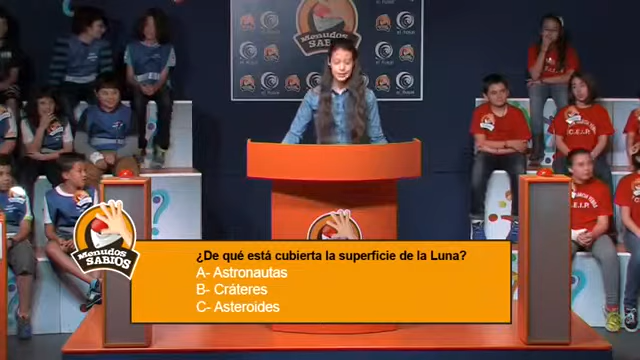 Menudos
SABIOS
C.E.I.P.
Menudos
SABIOS
¿De qué está cubierta la superficie de la Luna?
A- Astronautas
B- Cráteres
C- Asteroides